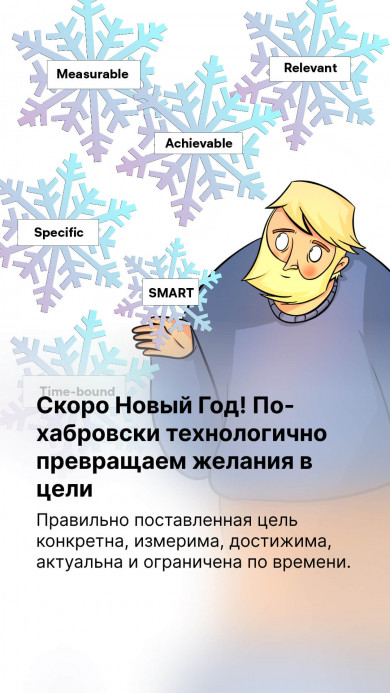 Measurable
Relevant
Achievable
Specific
SMART
Time-bound
Скоро Новый Год! По-
хабровски технологично
превращаем желания в
цели
Правильно поставленная цель
конкретна, измерима, достижима,
актуальна и ограничена по времени.